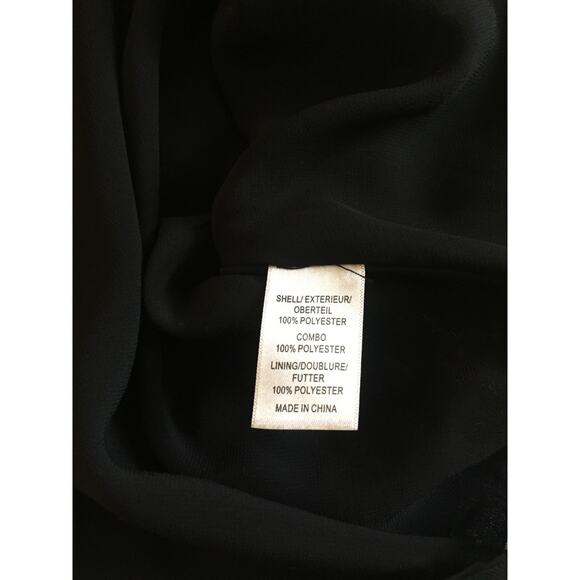 SHELL/ EXTERIEUR/
OBERTEIL
100% POLYESTER
COMBO
100% POLYESTER
LINING/DOUBLURE/
FUTTER
100% POLYESTER
MADE IN CHINA